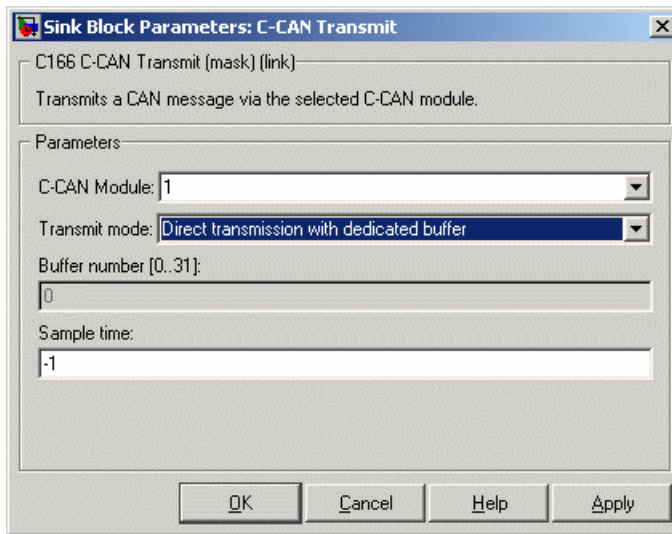 Sink Block Parameters: C-CAN Transmit
C166 C-CAN Transmit (mask) (link)
Transmits a CAN message via the selected C-CAN module.
Parameters
C-CAN Module: 1
Transmit mode: Direct transmission with dedicated buffer
Buffer number [0..31]:
0
Sample time:
-1
OK Cancel Help Apply